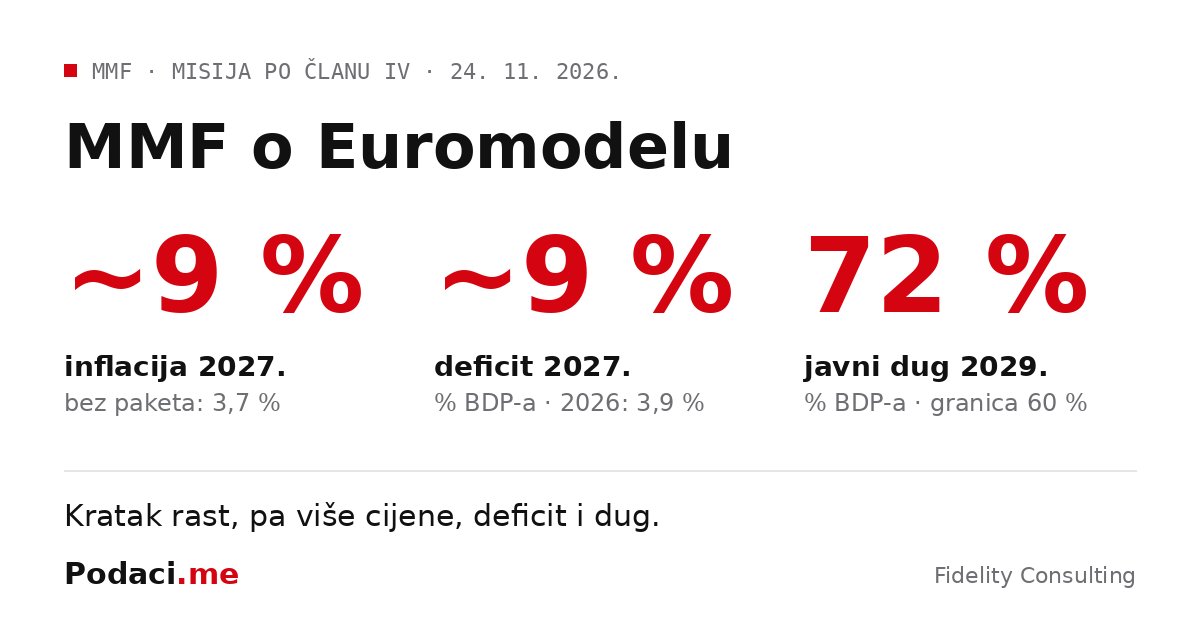 MMF · MISIJA PO ČLANU IV · 24. 11. 2026.
MMF o Euromodelu
~9 % ~9 % 72 %
inflacija 2027. deficit 2027. javni dug 2029.
bez paketa: 3,7 % % BDP-a · 2026: 3,9 % % BDP-a · granica 60 %
Kratak rast, pa više cijene, deficit i dug.
Podaci.me Fidelity Consulting